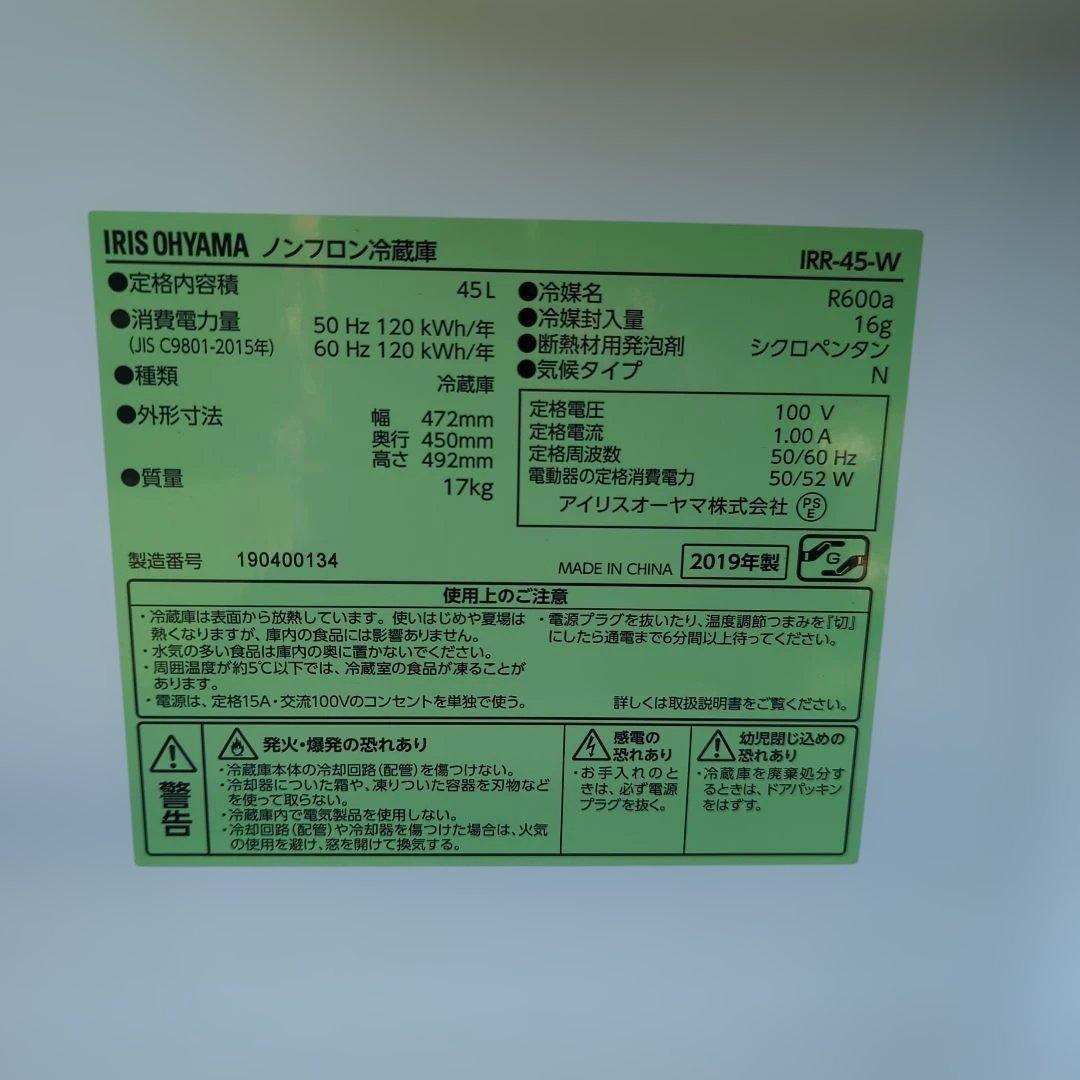 IRIS OHYAMA ノンフロン冷蔵庫 IRR-45-W
●定格内容積 45L
●消費電力量 50 Hz 120 kWh/年
(JIS C9801-2015年) 60 Hz 120 kWh/年
●種類 冷蔵庫
●外形寸法 幅 472mm
奥行 450mm
高さ 492mm
●質量 17kg
●冷媒名 R600a
●冷媒封入量 16g
●断熱材用発泡剤 シクロペンタン
●気候タイプ N
定格電圧 100 V
定格電流 1.00 A
定格周波数 50/60 Hz
電動器の定格消費電力 50/52 W
アイリスオーヤマ株式会社 PSE
製造番号 190400134
MADE IN CHINA 2019年製 G
使用上のご注意
・冷蔵庫は表面から放熱しています。使いはじめや夏場は
熱くなりますが、庫内の食品には影響ありません。
・水気の多い食品は庫内の奥に置かないでください。
・周囲温度が約5℃以下では、冷蔵室の食品が凍ることが
あります。
・電源は、定格15A・交流100Vのコンセントを単独で使う。
・電源プラグを抜いたり、温度調節つまみを『切』
にしたら通電まで6分間以上待ってください。
詳しくは取扱説明書をご覧ください。
警告
発火・爆発の恐れあり
・冷蔵庫本体の冷却回路(配管)を傷つけない。
・冷却器についた霜や、凍りついた容器を刃物など
を使って取らない。
・冷蔵庫内で電気製品を使用しない。
・冷却回路(配管)や冷却器を傷つけた場合は、火気
の使用を避け、窓を開けて換気する。
感電の
恐れあり
・お手入れのと
きは、必ず電源
プラグを抜く。
幼児閉じ込めの
恐れあり
・冷蔵庫を廃棄処分す
るときは、ドアパッキン
をはずす。